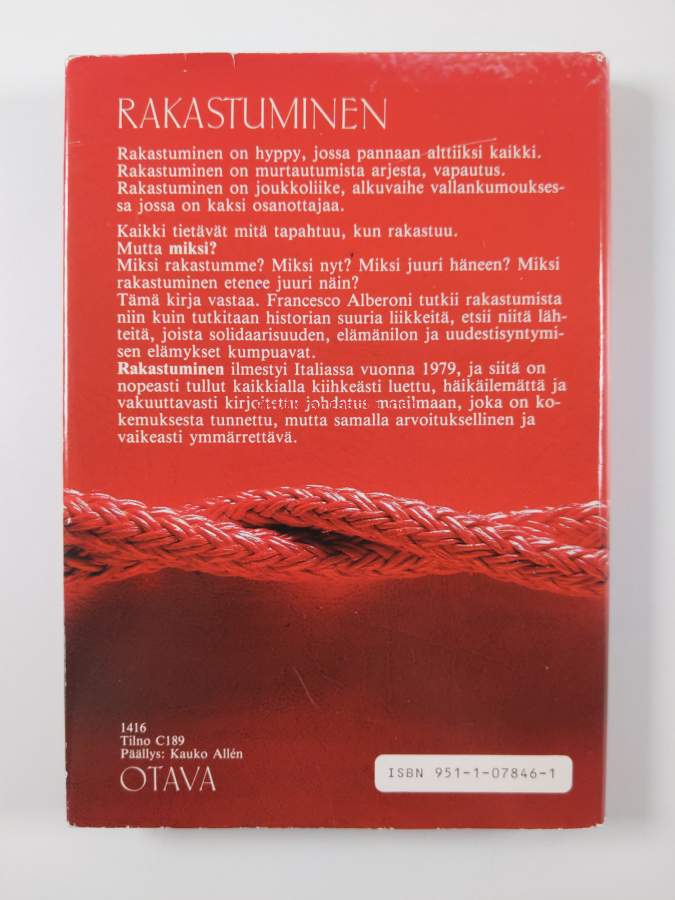 RAKASTUMINEN
Rakastuminen on hyppy, jossa pannaan alttiiksi kaikki.
Rakastuminen on murtautumista arjesta, vapautus.
Rakastuminen on joukkoliike, alkuvaihe vallankumoukses-
sa jossa on kaksi osanottajaa.
Kaikki tietävät mitä tapahtuu, kun rakastuu.
Mutta miksi?
Miksi rakastumme? Miksi nyt? Miksi juuri häneen? Miksi
rakastuminen etenee juuri näin?
Tämä kirja vastaa. Francesco Alberoni tutkii rakastumista
niin kuin tutkitaan historian suuria liikkeitä, etsii niitä läh-
teitä, joista solidaarisuuden, elämänilon ja uudestisyntymi-
sen elämykset kumpuavat.
Rakastuminen ilmestyi Italiassa vuonna 1979, ja siitä on
nopeasti tullut kaikkialla kiihkeästi luettu, häikäilemättä ja
vakuuttavasti kirjoitettu johdatus maailmaan, joka on ko-
kemuksesta tunnettu, mutta samalla arvoituksellinen ja
vaikeasti ymmärrettävä.
1416
Tilno C189
Päällys: Kauko Allén
OTAVA
ISBN 951-1-07846-1